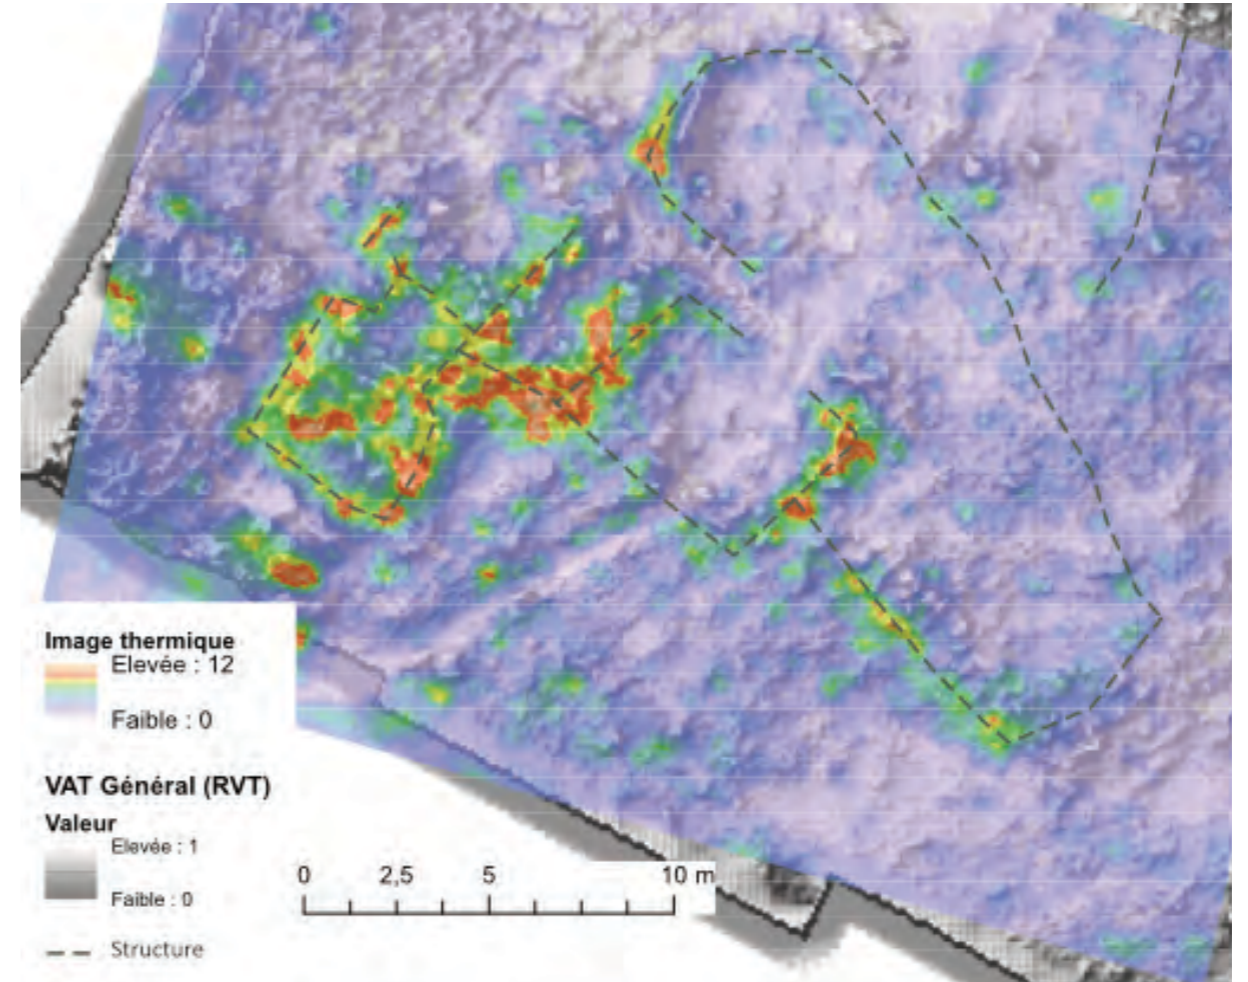 Image thermique
Elevée : 12
Faible : 0
VAT Général (RVT)
Valeur
Elevée : 1
Faible : 0
Structure
0 2,5 5 10 m